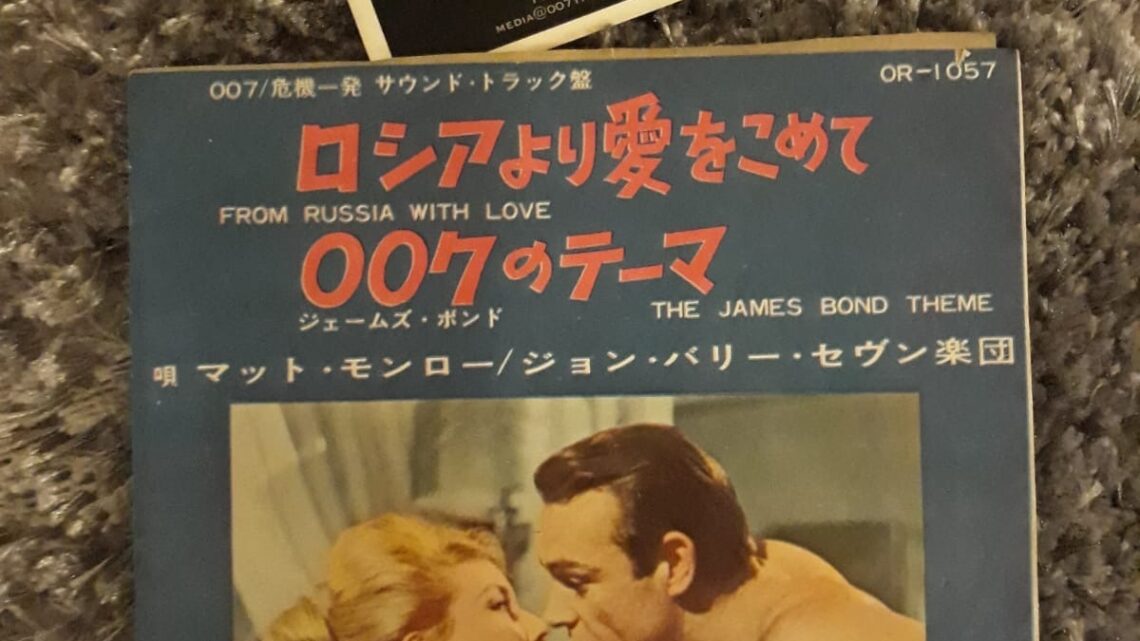 MEDIA@0071
007/危機一発 サウンド・トラック盤
OR-1057
ロシアより愛をこめて
FROM RUSSIA WITH LOVE
007のテーマ
ジェームズ・ボンド
THE JAMES BOND THEME
唄 マット・モンロー/ジョン・バリー・セヴン楽団